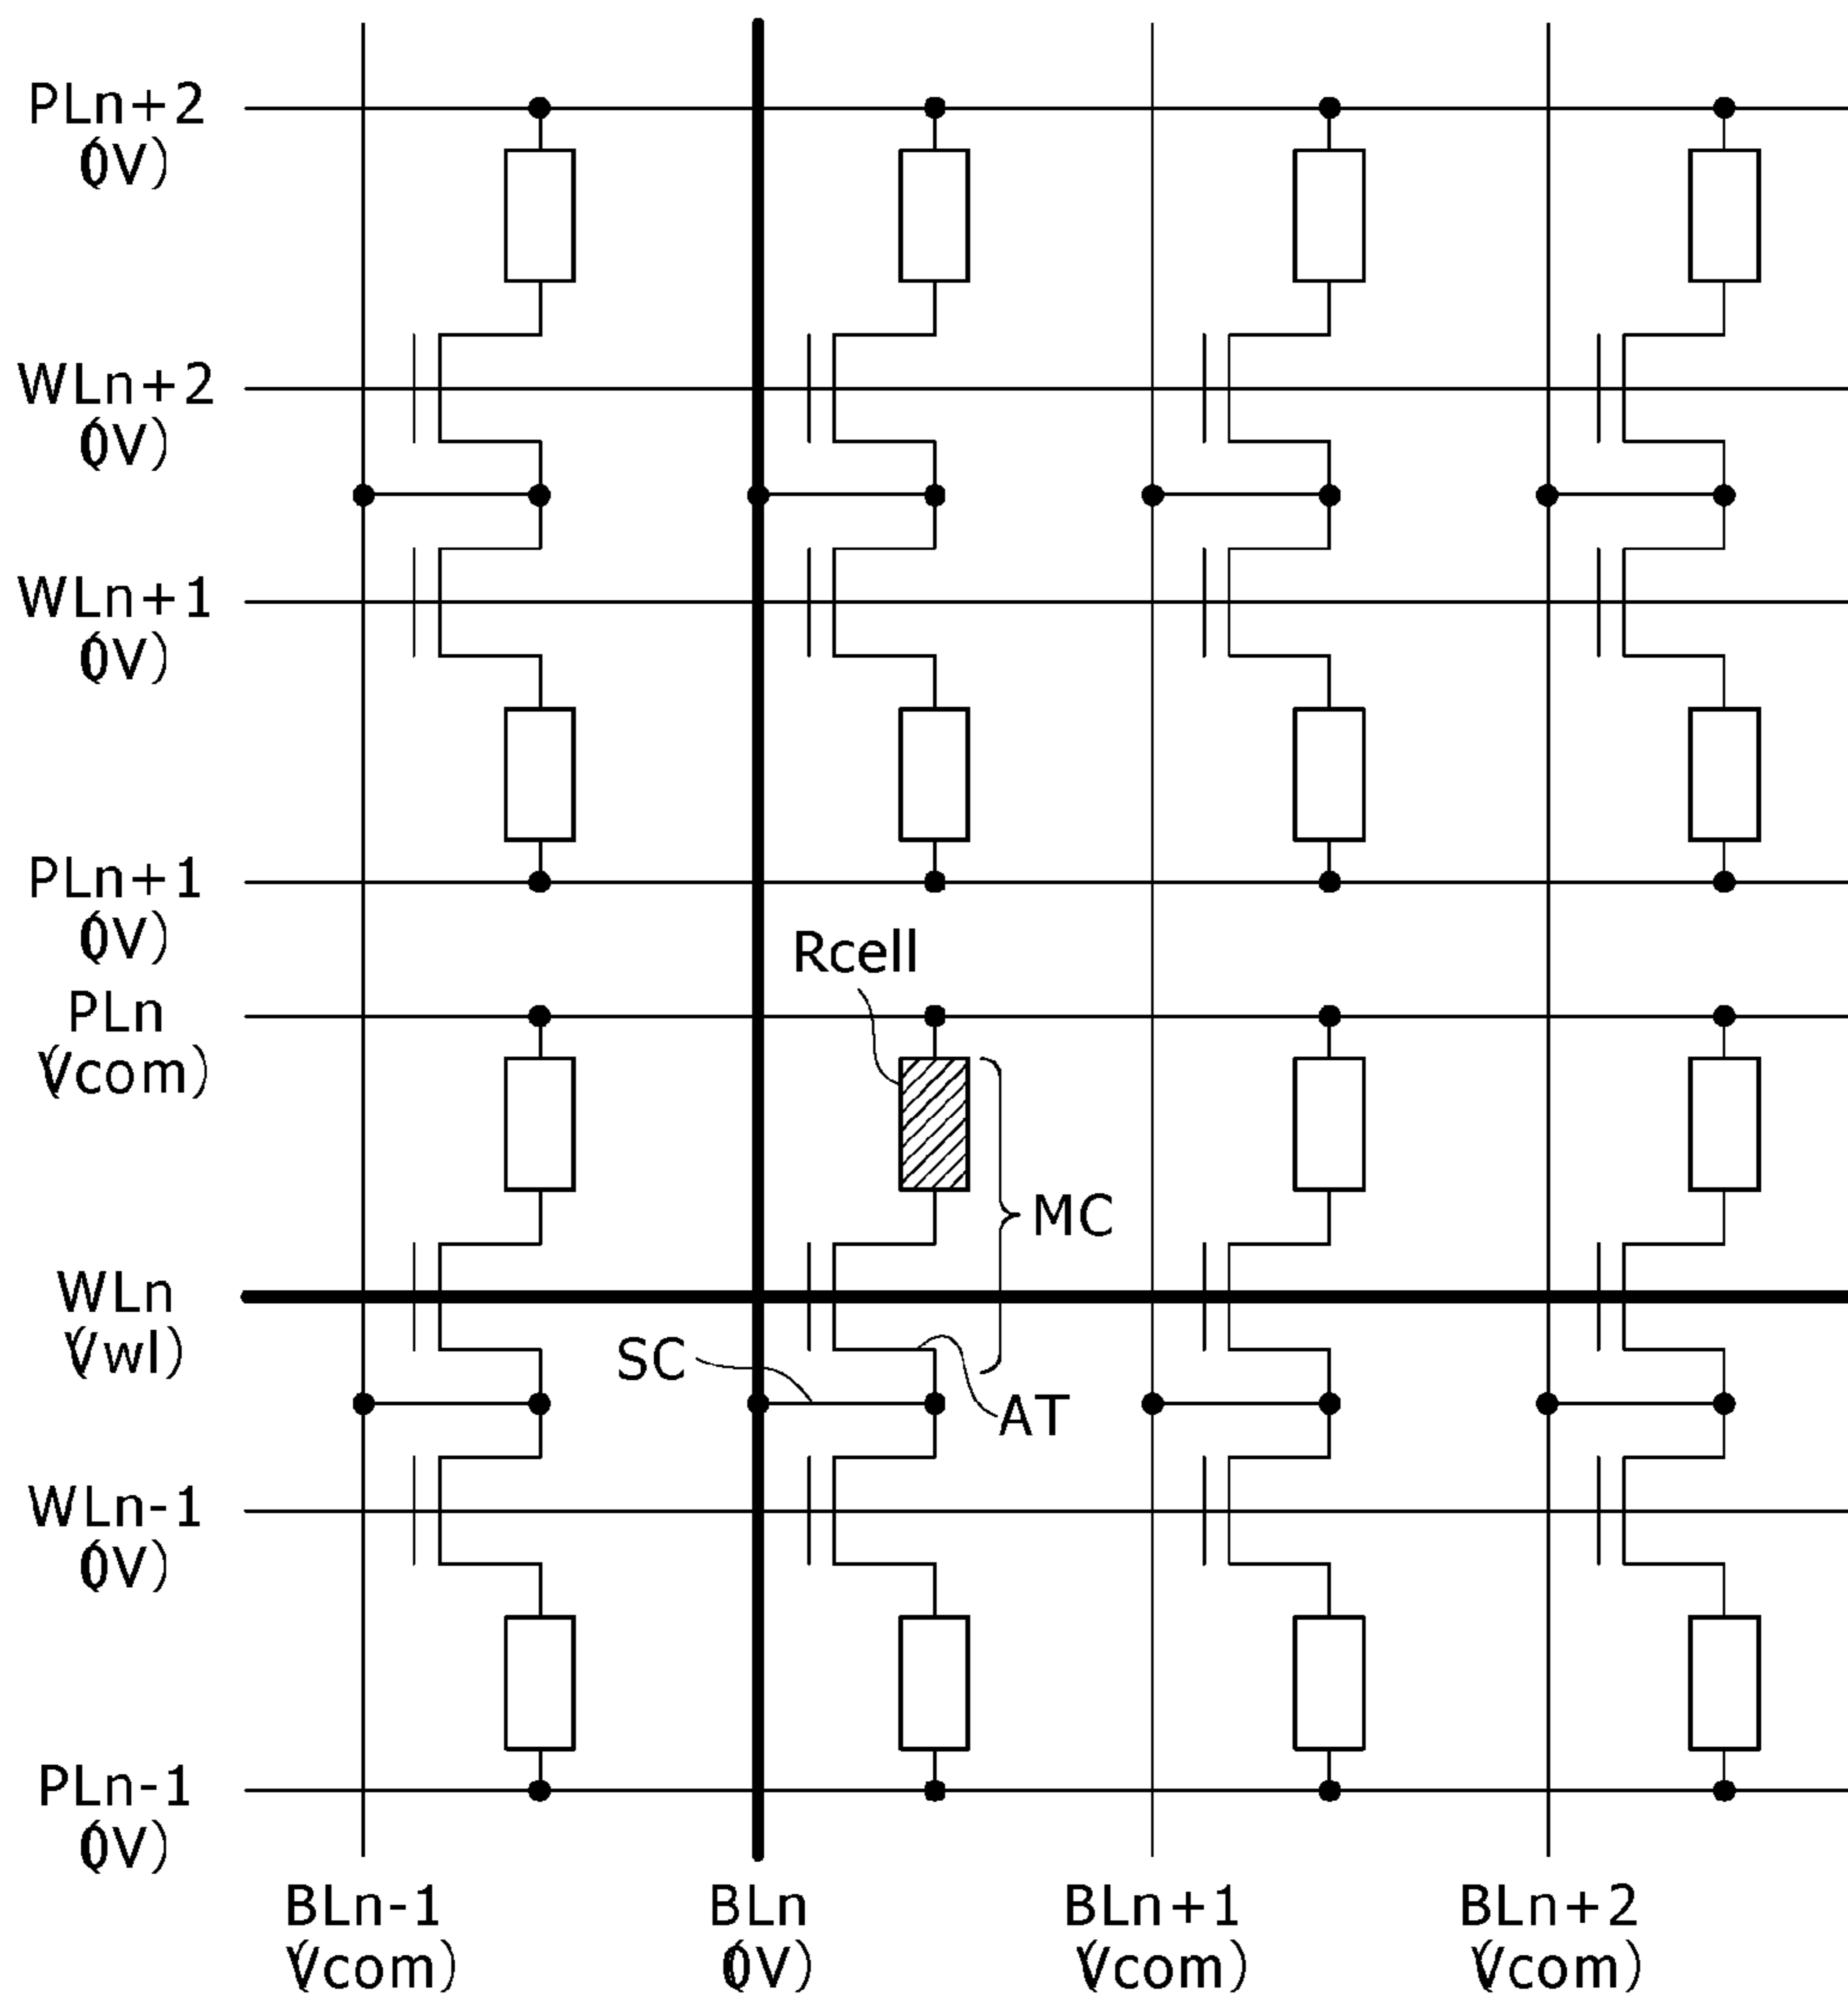 PLn+2
(0V)
WLn+2
(0V)
WLn+1
(0V)
PLn+1
(0V)
Rcell
PLn
(Vcom)
MC
WLn
(Vwl)
SC
AT
WLn-1
(0V)
PLn-1
(0V)
BLn-1
(Vcom)
BLn
(0V)
BLn+1
(Vcom)
BLn+2
(Vcom)